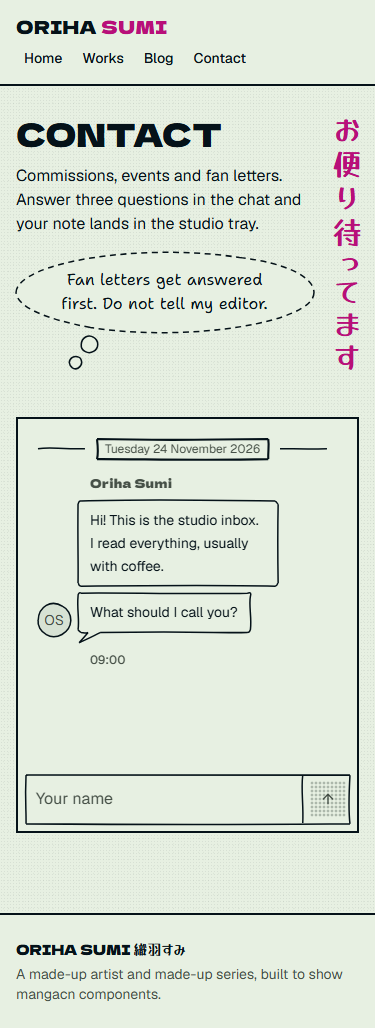 ORIHA SUMI
Home Works Blog Contact
CONTACT
お便り待ってます
Commissions, events and fan letters.
Answer three questions in the chat and
your note lands in the studio tray.
Fan letters get answered
first. Do not tell my editor.
Tuesday 24 November 2026
Oriha Sumi
Hi! This is the studio inbox.
I read everything, usually
with coffee.
What should I call you?
OS
09:00
Your name
ORIHA SUMI 織羽すみ
A made-up artist and made-up series, built to show
mangacn components.